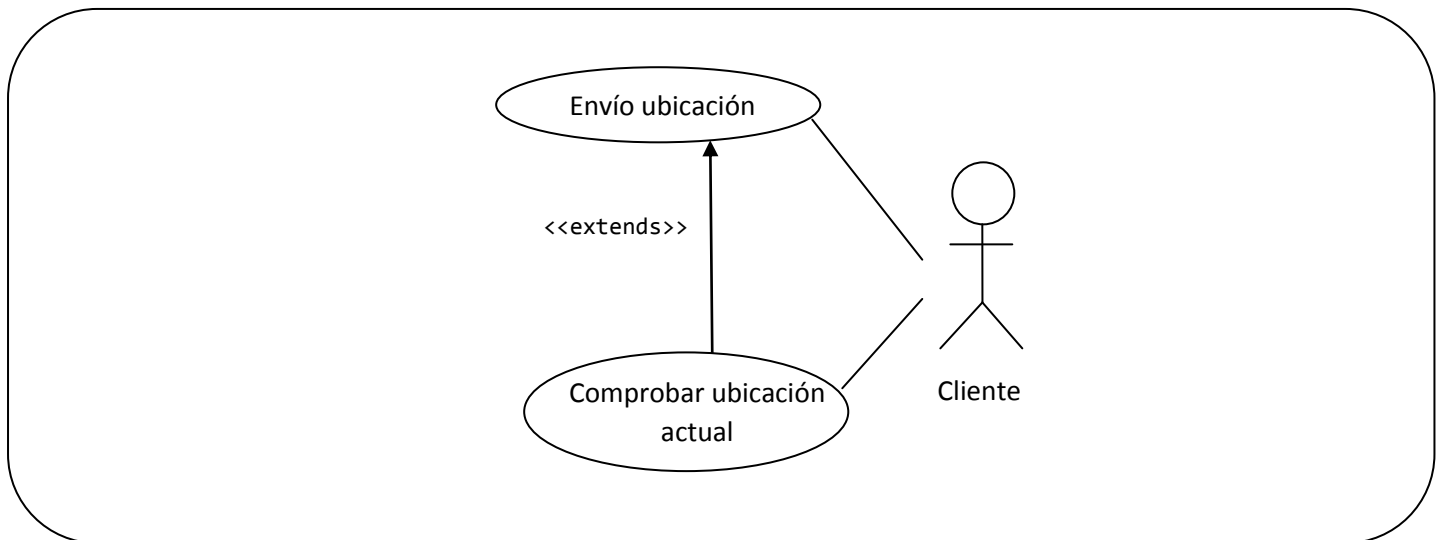 Envío ubicación
<<extends>>
Comprobar ubicación
actual
Cliente